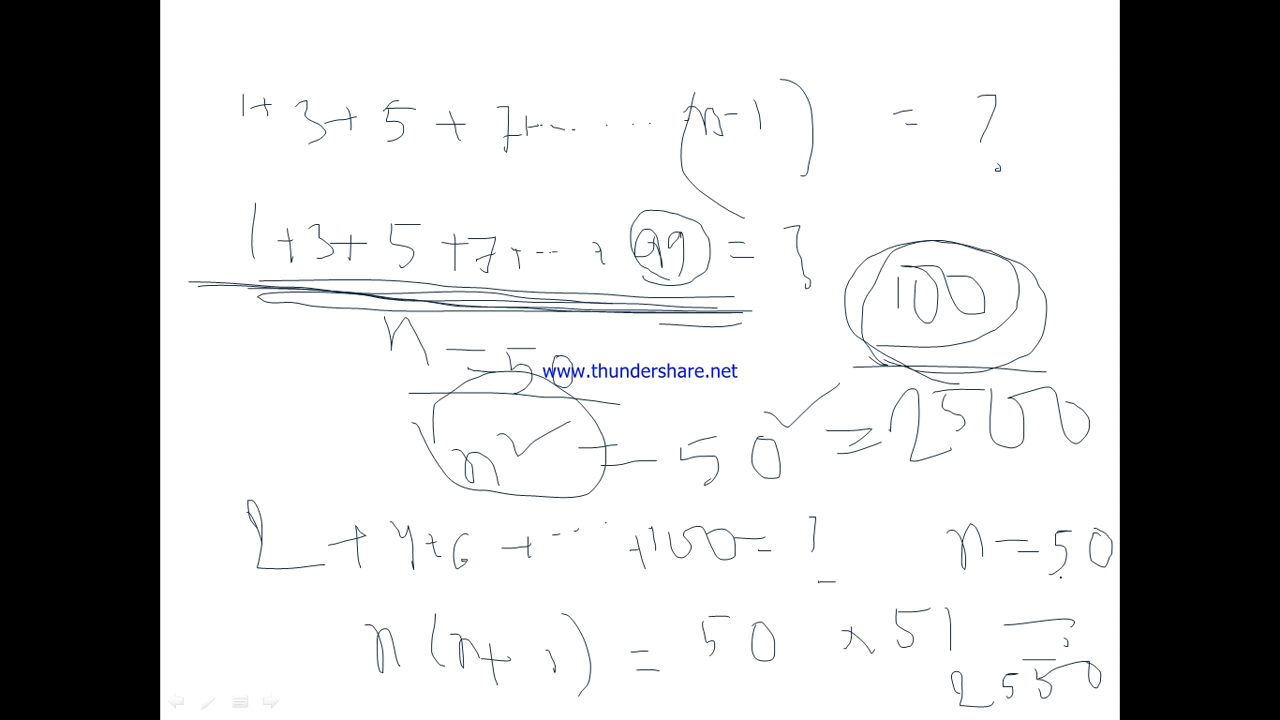 1+3+5+7+...... (2n-1) = ?
1+3+5+7+...+99 = ?
100
n=50
www.thundershare.net
n² = 50² = 2500
2+4+6+....+100=? n=50
n(n+1) = 50×51 = 2550